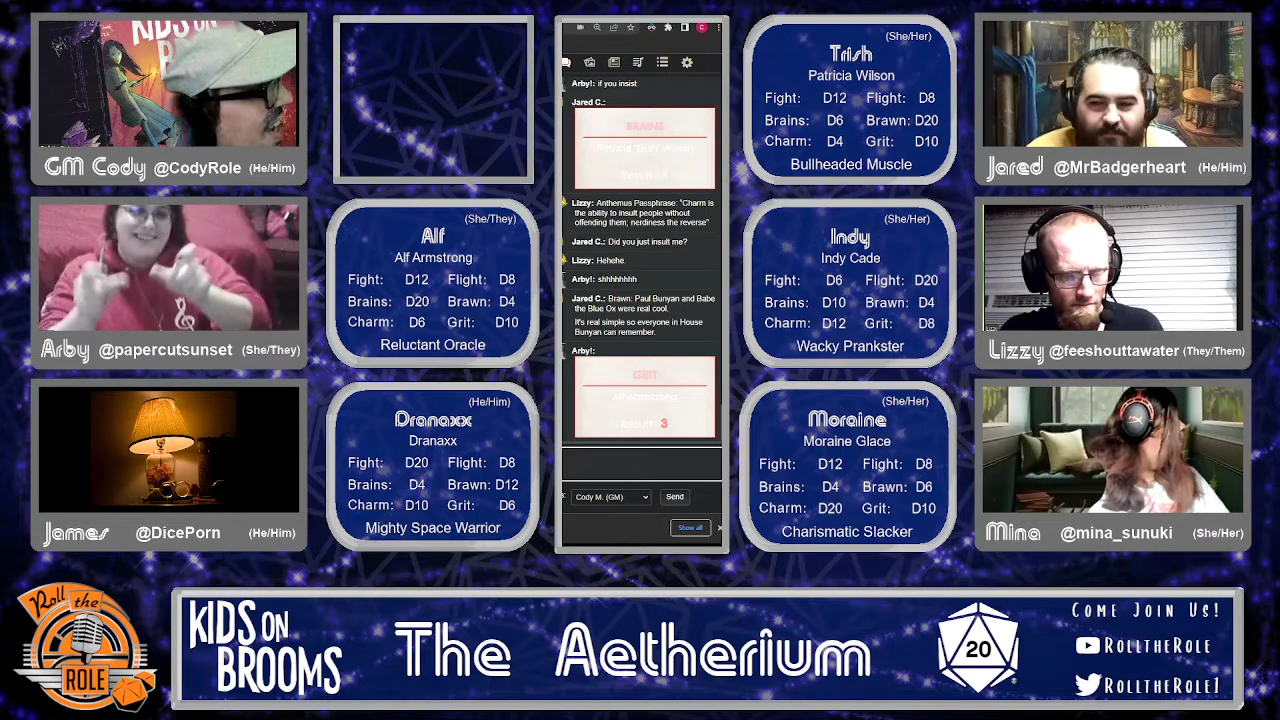 KIDS ON
BR
GM Cody @CodyRole (He/Him)
Arby @papercutsunset (She/They)
James @DicePorn (He/Him)
(She/They)
Alf
Alf Armstrong
Fight: D12 Flight: D8
Brains: D20 Brawn: D4
Charm: D6 Grit: D10
Reluctant Oracle
(He/Him)
Dranaxx
Dranaxx
Fight: D20 Flight: D8
Brains: D4 Brawn: D12
Charm: D10 Grit: D6
Mighty Space Warrior
Arby!: if you insist
Jared C.:
BRAINS
Patricia 'Trish' Wilson
Lizzy: Anthemus Passphrase: "Charm is
the ability to insult people without
offending them; nerdiness the reverse"
Jared C.: Did you just insult me?
Lizzy: Hehehe.
Arby!: shhhhhhhh
Jared C.: Brawn: Paul Bunyan and Babe
the Blue Ox were real cool.
It's real simple so everyone in House
Bunyan can remember.
Arby!:
GRIT
Alf Armstrong
Result 3
Cody M. (GM) Send
Show all
(She/Her)
Trish
Patricia Wilson
Fight: D12 Flight: D8
Brains: D6 Brawn: D20
Charm: D4 Grit: D10
Bullheaded Muscle
(She/Her)
Indy
Indy Cade
Fight: D6 Flight: D20
Brains: D10 Brawn: D4
Charm: D12 Grit: D8
Wacky Prankster
(She/Her)
Moraine
Moraine Glace
Fight: D12 Flight: D8
Brains: D4 Brawn: D6
Charm: D20 Grit: D10
Charismatic Slacker
Jared @MrBadgerheart (He/Him)
Lizzy @feeshouttawater (They/Them)
Mina @mina_sunuki (She/Her)
Roll the
ROLE
KIDS ON
BROOMS
The Aetherium
20
COME JOIN US!
ROLLTHEROLE
ROLLTHEROLE1